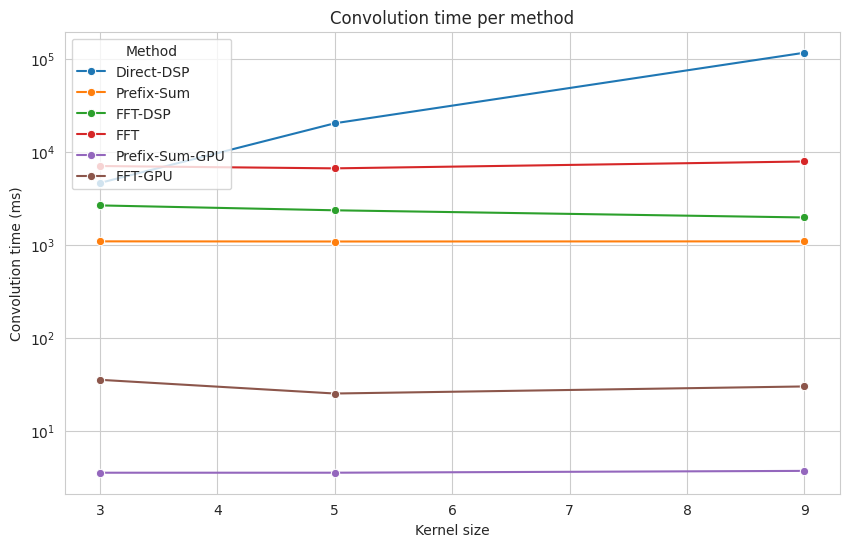 Convolution time per method
Method
Direct-DSP
Prefix-Sum
FFT-DSP
FFT
Prefix-Sum-GPU
FFT-GPU
Convolution time (ms)
10^5
10^4
10^3
10^2
10^1
3 4 5 6 7 8 9
Kernel size